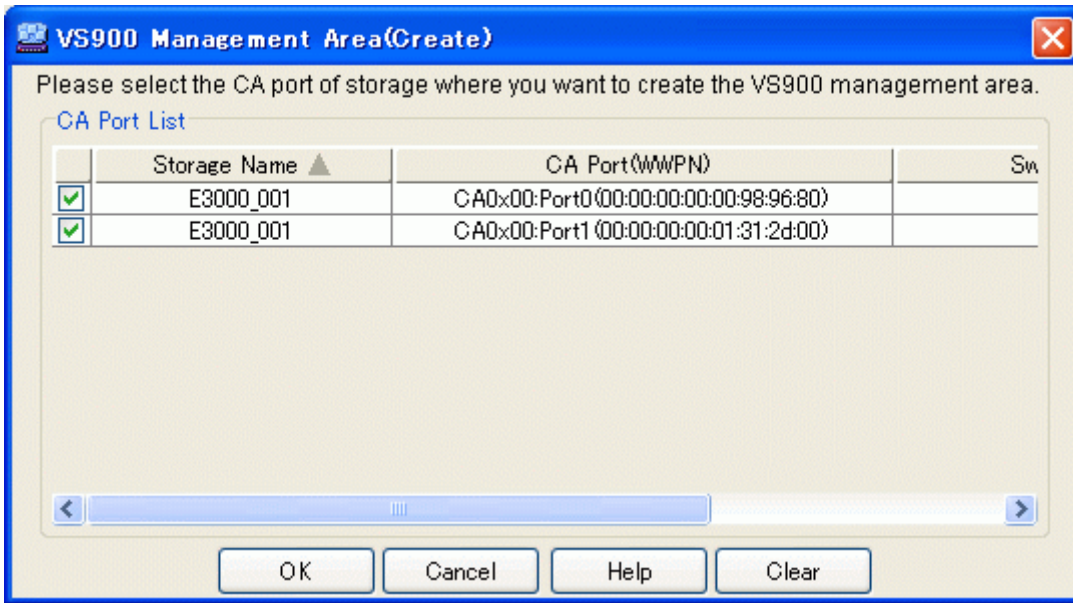 VS900 Management Area(Create)
Please select the CA port of storage where you want to create the VS900 management area.
CA Port List
Storage Name CA Port(WWPN) Sw
E3000_001 CA0x00:Port0(00:00:00:00:00:98:96:80)
E3000_001 CA0x00:Port1(00:00:00:00:01:31:2d:00)
OK Cancel Help Clear